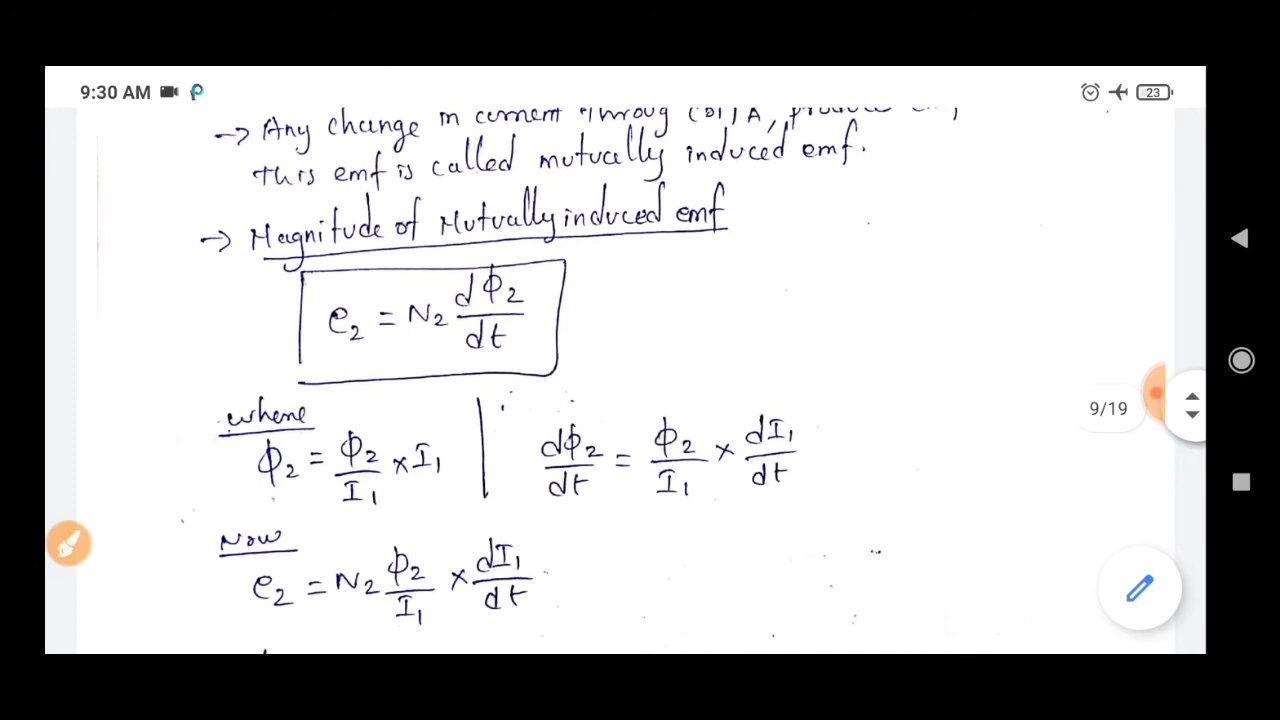 9:30 AM
23
→ Any change in current throug coil A,
this emf is called mutually induced emf.
→ Magnitude of Mutually induced emf
e₂ = N₂ dΦ₂/dt
where
Φ₂ = Φ₂/I₁ × I₁ | dΦ₂/dt = Φ₂/I₁ × dI₁/dt
9/19
Now
e₂ = N₂ Φ₂/I₁ × dI₁/dt